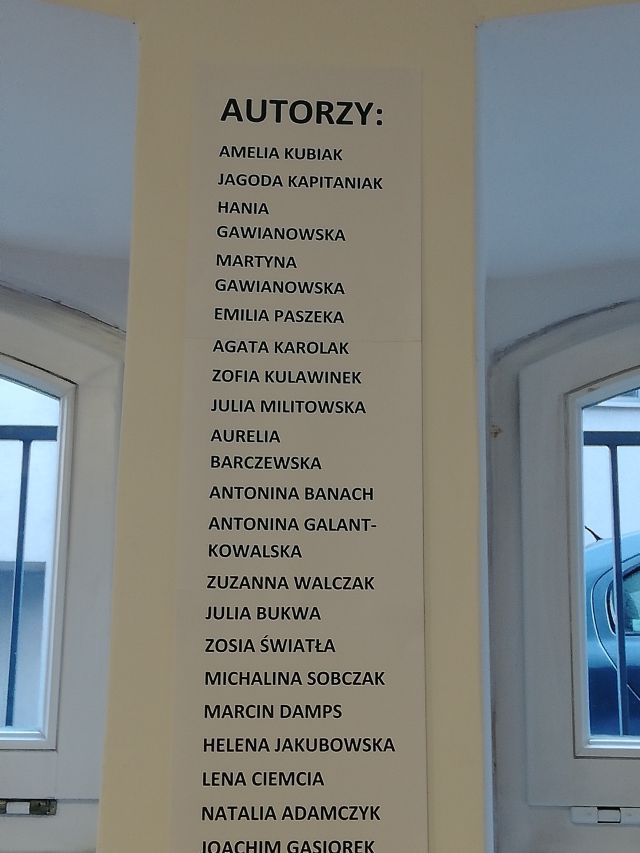 AUTORZY:
AMELIA KUBIAK
JAGODA KAPITANIAK
HANIA
GAWIANOWSKA
MARTYNA
GAWIANOWSKA
EMILIA PASZEKA
AGATA KAROLAK
ZOFIA KULAWINEK
JULIA MILITOWSKA
AURELIA
BARCZEWSKA
ANTONINA BANACH
ANTONINA GALANT-
KOWALSKA
ZUZANNA WALCZAK
JULIA BUKWA
ZOSIA ŚWIATŁA
MICHALINA SOBCZAK
MARCIN DAMPS
HELENA JAKUBOWSKA
LENA CIEMCIA
NATALIA ADAMCZYK
JOACHIM GASIOREK